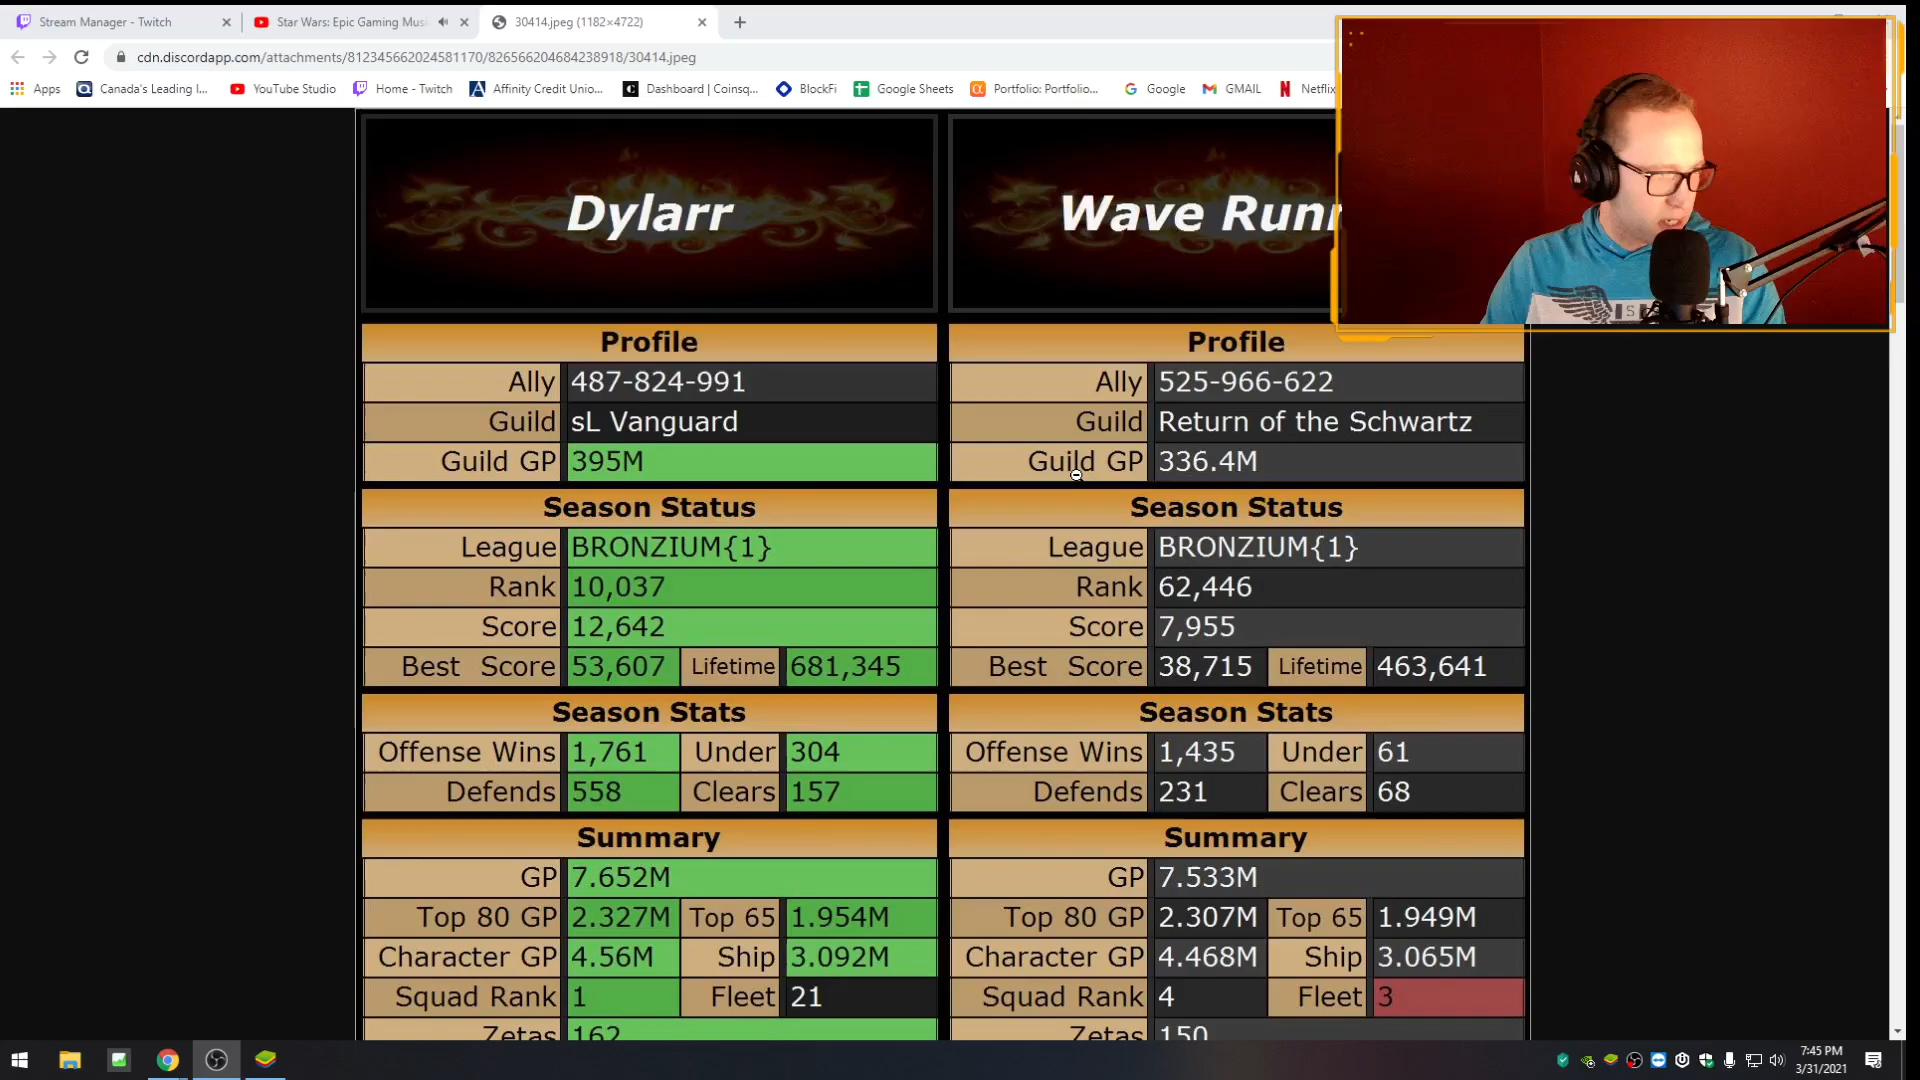 Stream Manager - Twitch
Star Wars: Epic Gaming Musi
30414.jpeg (1182×4722)
cdn.discordapp.com/attachments/812345662024581170/826566204684238918/30414.jpeg
Apps
Canada's Leading I...
YouTube Studio
Home - Twitch
Affinity Credit Unio...
Dashboard | Coinsq...
BlockFi
Google Sheets
Portfolio: Portfolio...
Google
GMAIL
Netflix
Dylarr Wave Run
Profile Profile
Ally 487-824-991 Ally 525-966-622
Guild sL Vanguard Guild Return of the Schwartz
Guild GP 395M Guild GP 336.4M
Season Status Season Status
League BRONZIUM{1} League BRONZIUM{1}
Rank 10,037 Rank 62,446
Score 12,642 Score 7,955
Best Score 53,607 Lifetime 681,345 Best Score 38,715 Lifetime 463,641
Season Stats Season Stats
Offense Wins 1,761 Under 304 Offense Wins 1,435 Under 61
Defends 558 Clears 157 Defends 231 Clears 68
Summary Summary
GP 7.652M GP 7.533M
Top 80 GP 2.327M Top 65 1.954M Top 80 GP 2.307M Top 65 1.949M
Character GP 4.56M Ship 3.092M Character GP 4.468M Ship 3.065M
Squad Rank 1 Fleet 21 Squad Rank 4 Fleet 3
Zetas 162 Zetas 150
7:45 PM
3/31/2021